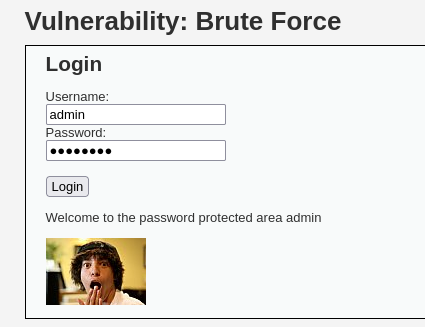 Vulnerability: Brute Force
Login
Username:
admin
Password:
●●●●●●●●
Login
Welcome to the password protected area admin